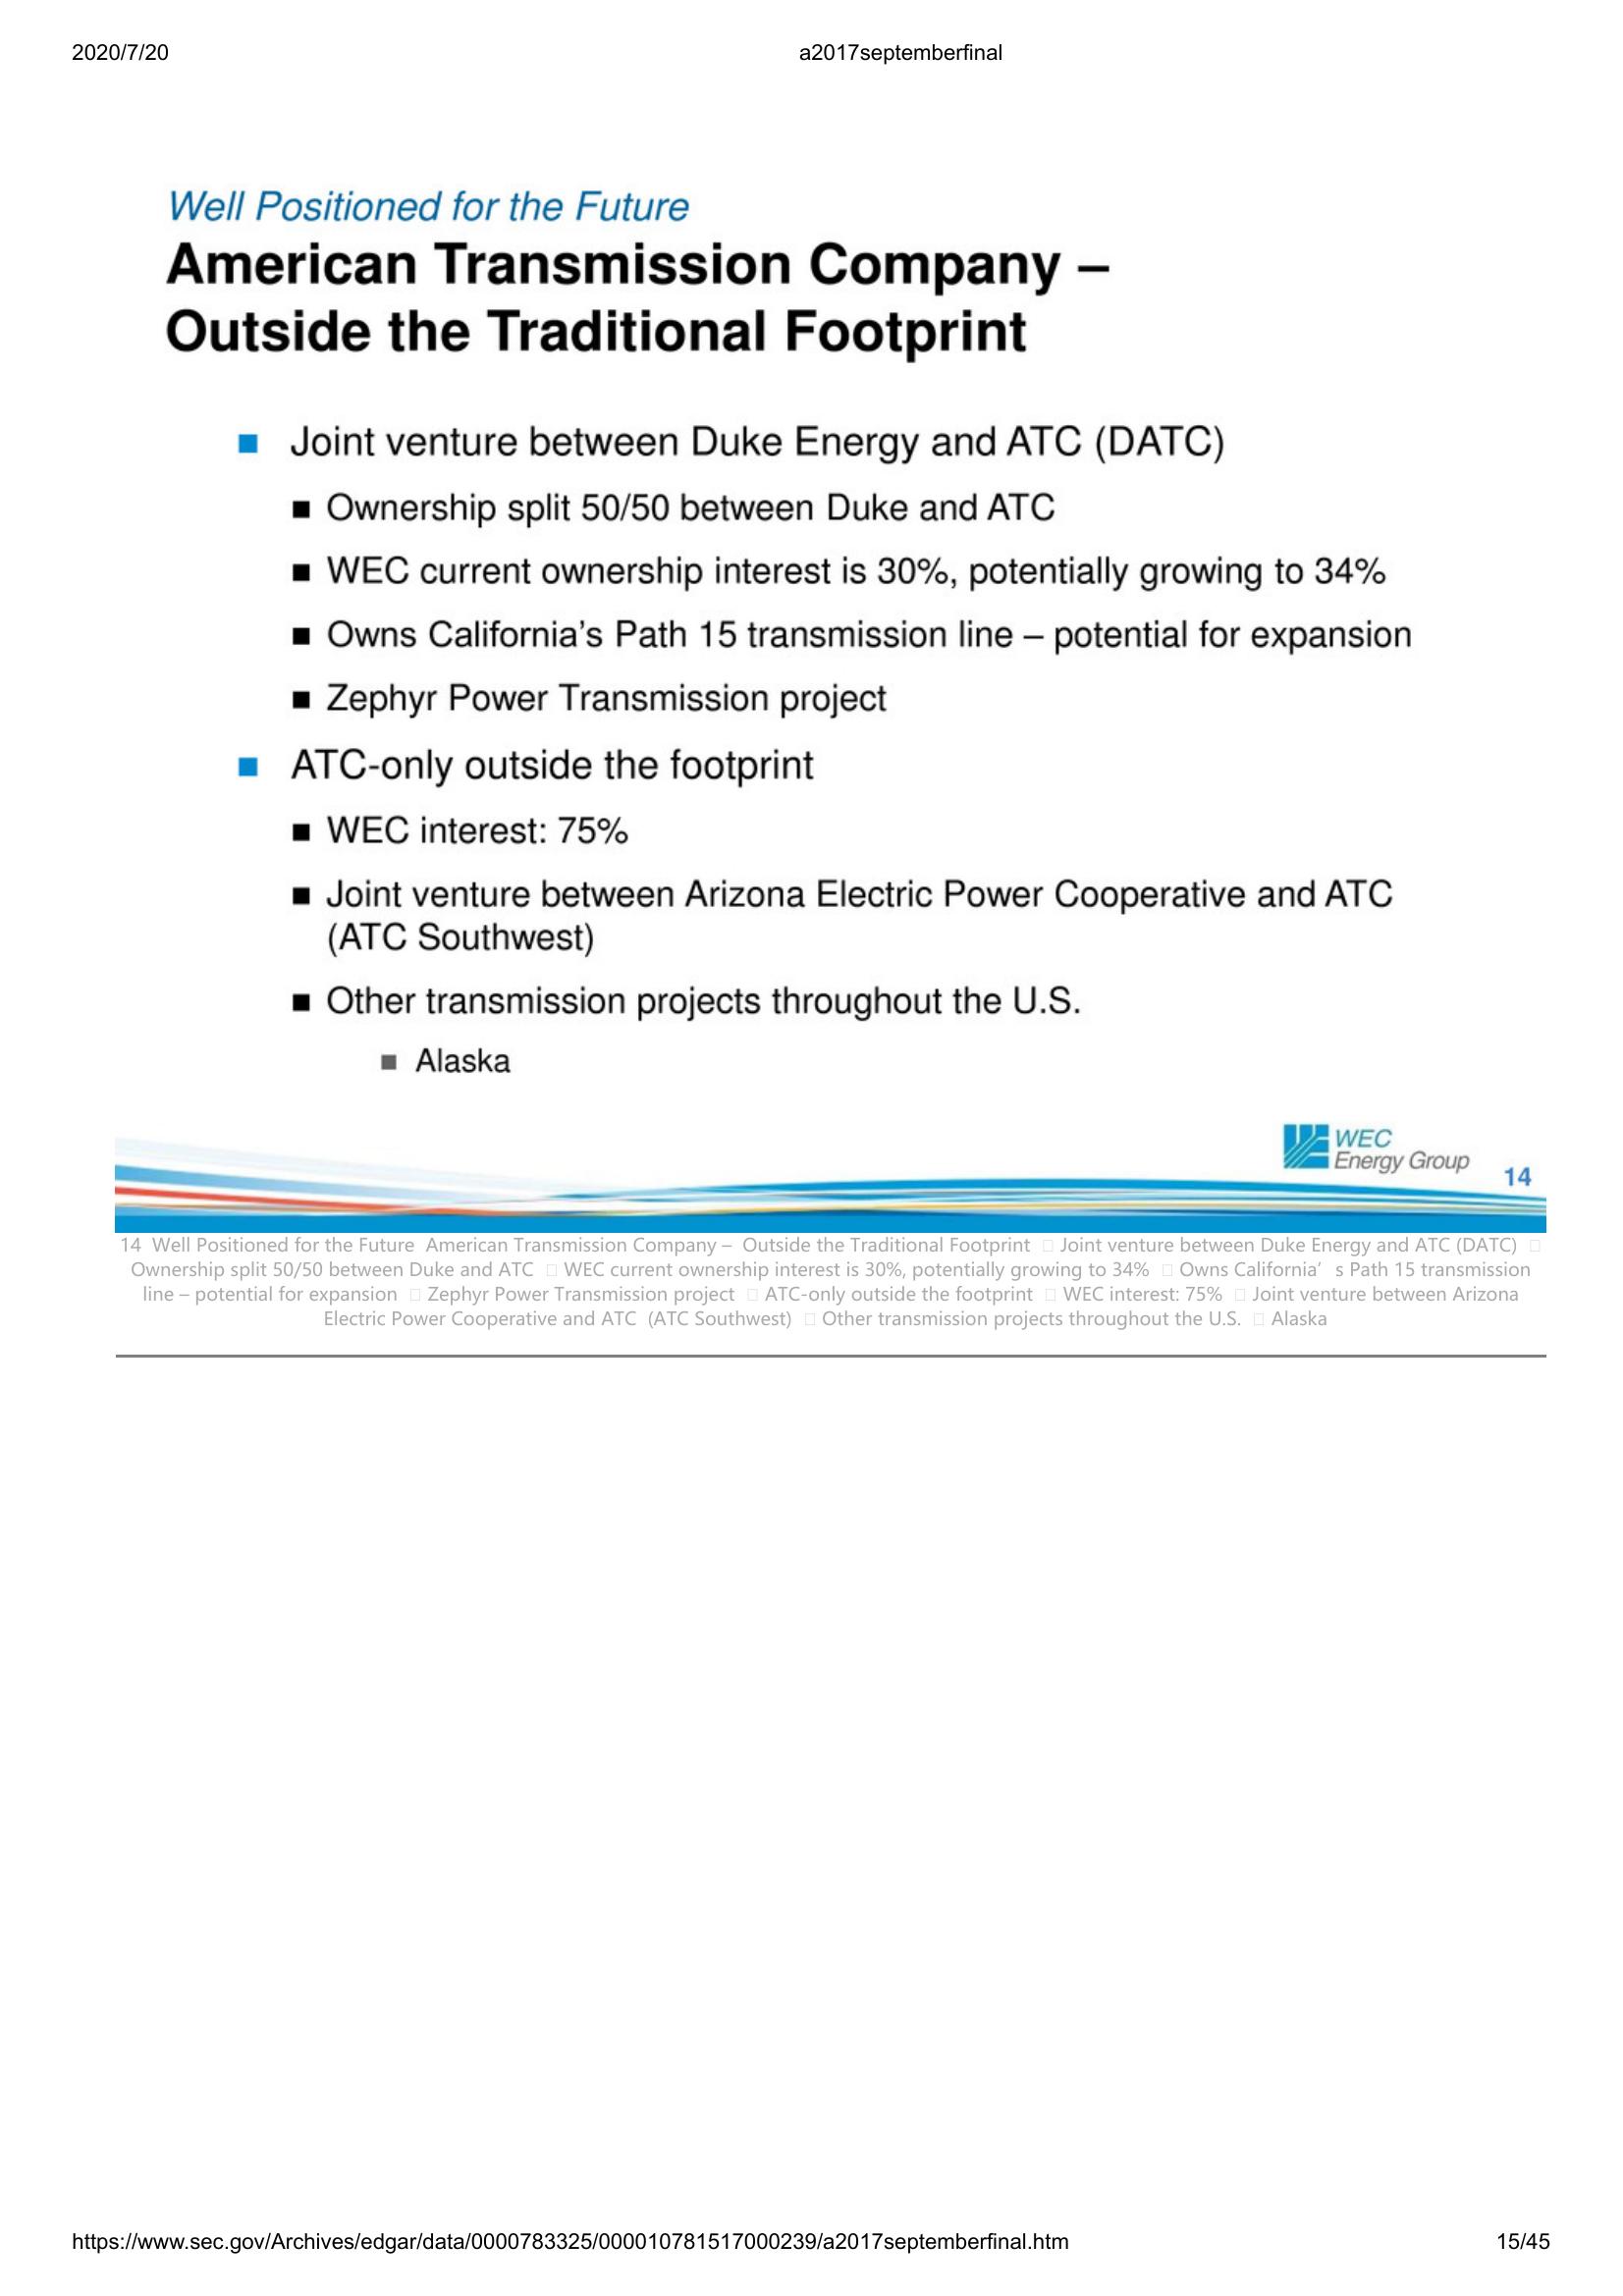 2020/7/20 a2017septemberfinal
Well Positioned for the Future
American Transmission Company –
Outside the Traditional Footprint
■ Joint venture between Duke Energy and ATC (DATC)
■ Ownership split 50/50 between Duke and ATC
■ WEC current ownership interest is 30%, potentially growing to 34%
■ Owns California’s Path 15 transmission line – potential for expansion
■ Zephyr Power Transmission project
■ ATC-only outside the footprint
■ WEC interest: 75%
■ Joint venture between Arizona Electric Power Cooperative and ATC
(ATC Southwest)
■ Other transmission projects throughout the U.S.
■ Alaska
WEC
Energy Group
14
14 Well Positioned for the Future American Transmission Company – Outside the Traditional Footprint □ Joint venture between Duke Energy and ATC (DATC) □
Ownership split 50/50 between Duke and ATC □ WEC current ownership interest is 30%, potentially growing to 34% □ Owns California’ s Path 15 transmission
line – potential for expansion □ Zephyr Power Transmission project □ ATC-only outside the footprint □ WEC interest: 75% □ Joint venture between Arizona
Electric Power Cooperative and ATC (ATC Southwest) □ Other transmission projects throughout the U.S. □ Alaska
https://www.sec.gov/Archives/edgar/data/0000783325/000010781517000239/a2017septemberfinal.htm 15/45